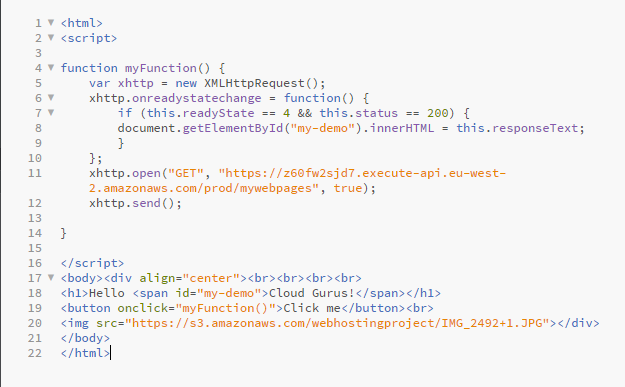 1 <html>
2 <script>
3
4 function myFunction() {
5     var xhttp = new XMLHttpRequest();
6     xhttp.onreadystatechange = function() {
7         if (this.readyState == 4 && this.status == 200) {
8         document.getElementById("my-demo").innerHTML = this.responseText;
9         }
10     };
11     xhttp.open("GET", "https://z60fw2sjd7.execute-api.eu-west-
2.amazonaws.com/prod/mywebpages", true);
12     xhttp.send();
13
14 }
15
16 </script>
17 <body><div align="center"><br><br><br><br>
18 <h1>Hello <span id="my-demo">Cloud Gurus!</span></h1>
19 <button onclick="myFunction()">Click me</button><br>
20 <img src="https://s3.amazonaws.com/webhostingproject/IMG_2492+1.JPG"></div>
21 </body>
22 </html>